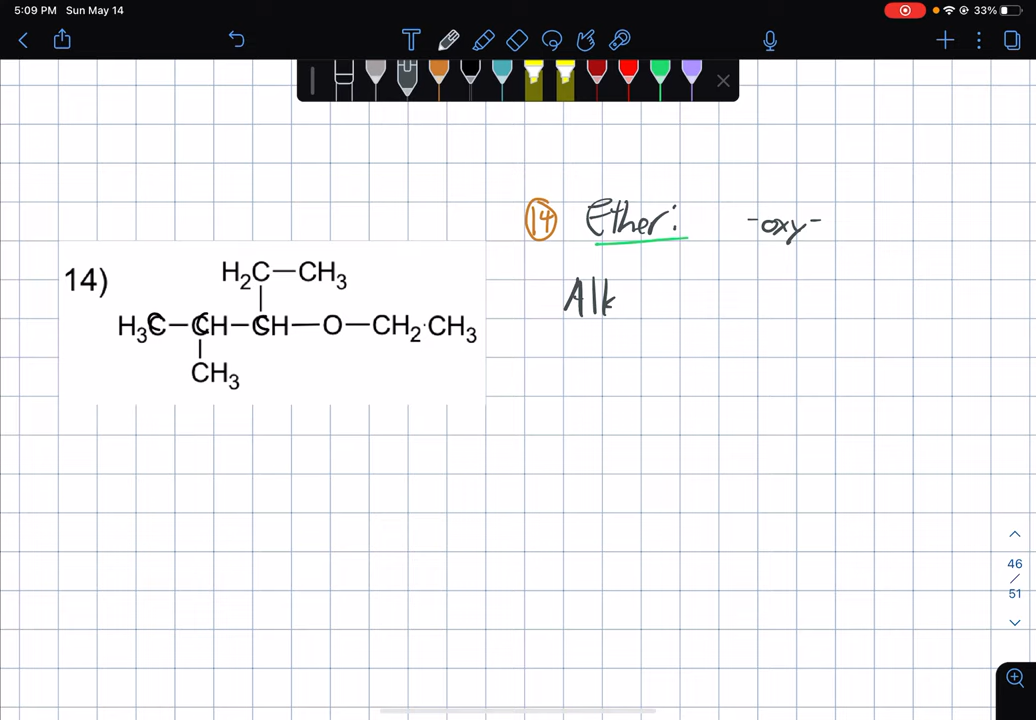 5:09 PM Sun May 14
33%
14 Ether: -oxy-
Alk
14)
H₂C—CH₃
H₃C—CH—CH—O—CH₂CH₃
CH₃
46
/
51